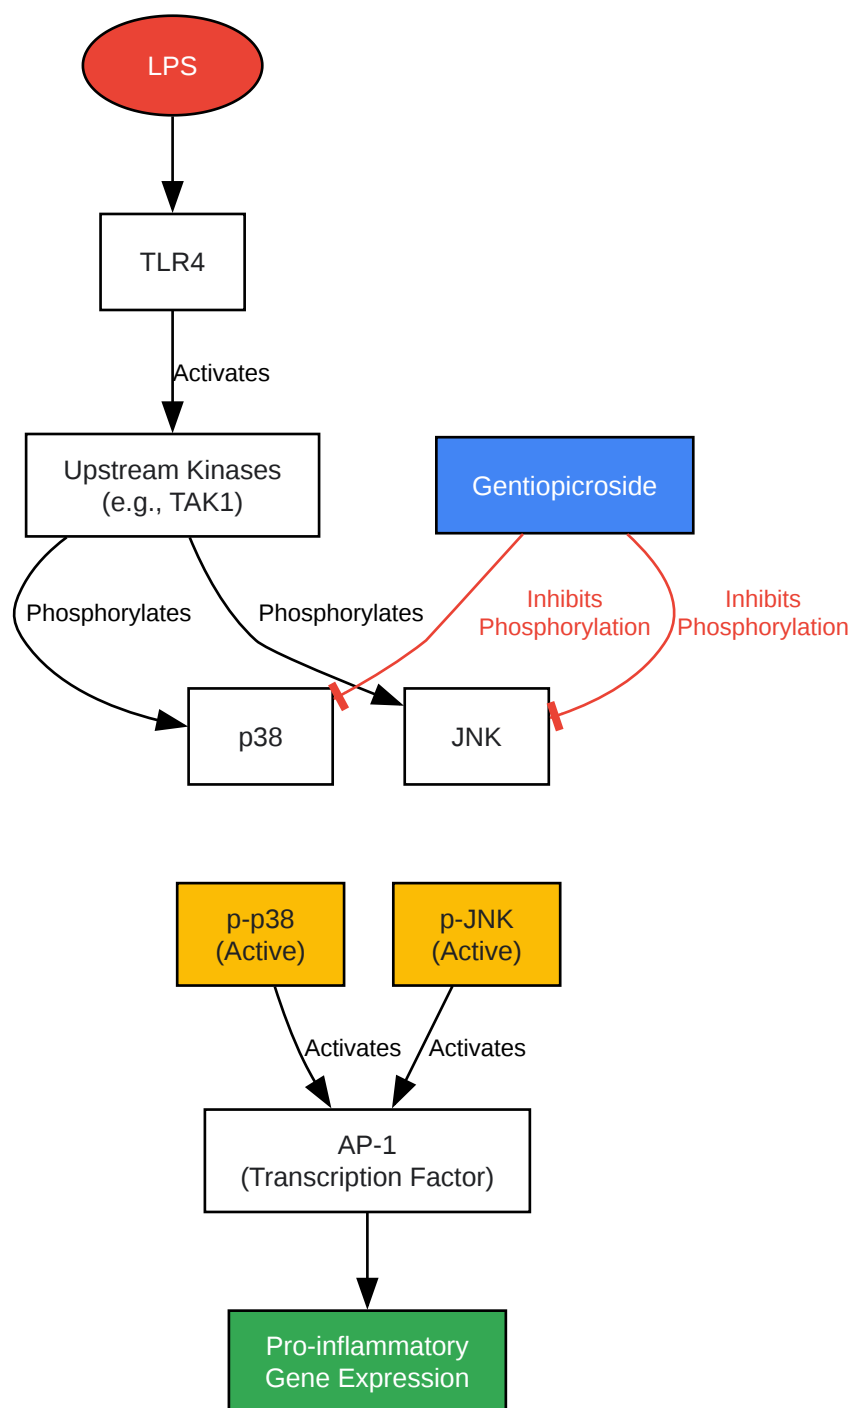 LPS
TLR4
Activates
Upstream Kinases
(e.g., TAK1)
Gentiopicroside
Phosphorylates
Phosphorylates
Inhibits
Phosphorylation
Inhibits
Phosphorylation
p38
JNK
p-p38
(Active)
p-JNK
(Active)
Activates
Activates
AP-1
(Transcription Factor)
Pro-inflammatory
Gene Expression